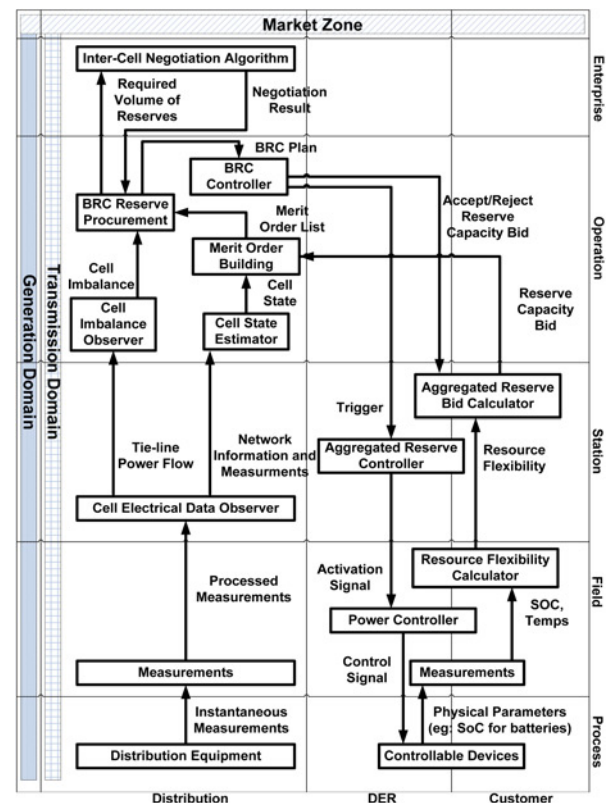 Market Zone
Inter-Cell Negotiation Algorithm
Enterprise
Required
Volume of
Reserves
Negotiation
Result
BRC Plan
BRC
Controller
BRC Reserve
Procurement
Merit
Order List
Accept/Reject
Reserve
Capacity Bid
Operation
Merit Order
Building
Cell
Imbalance
Cell
State
Reserve
Capacity
Bid
Cell
Imbalance
Observer
Cell State
Estimator
Generation Domain
Transmission Domain
Aggregated Reserve
Bid Calculator
Trigger
Station
Tie-line
Power Flow
Network
Information and
Measurments
Aggregated Reserve
Controller
Resource
Flexibility
Cell Electrical Data Observer
Resource Flexibility
Calculator
Processed
Measurements
Activation
Signal
Field
SOC,
Temps
Power Controller
Measurements
Control
Signal
Measurements
Instantaneous
Measurements
Physical Parameters
(eg: SoC for batteries)
Process
Distribution Equipment
Controllable Devices
Distribution
DER
Customer